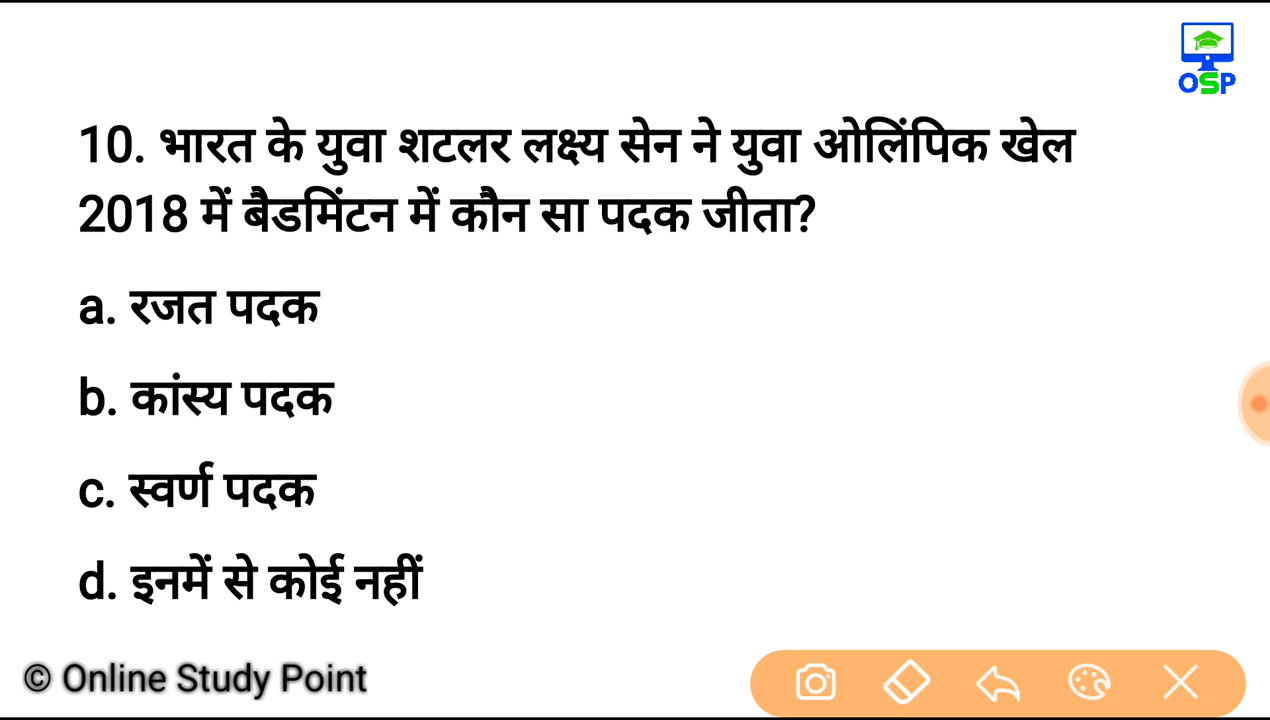 OSP
10. भारत के युवा शटलर लक्ष्य सेन ने युवा ओलिंपिक खेल
2018 में बैडमिंटन में कौन सा पदक जीता?
a. रजत पदक
b. कांस्य पदक
c. स्वर्ण पदक
d. इनमें से कोई नहीं
© Online Study Point